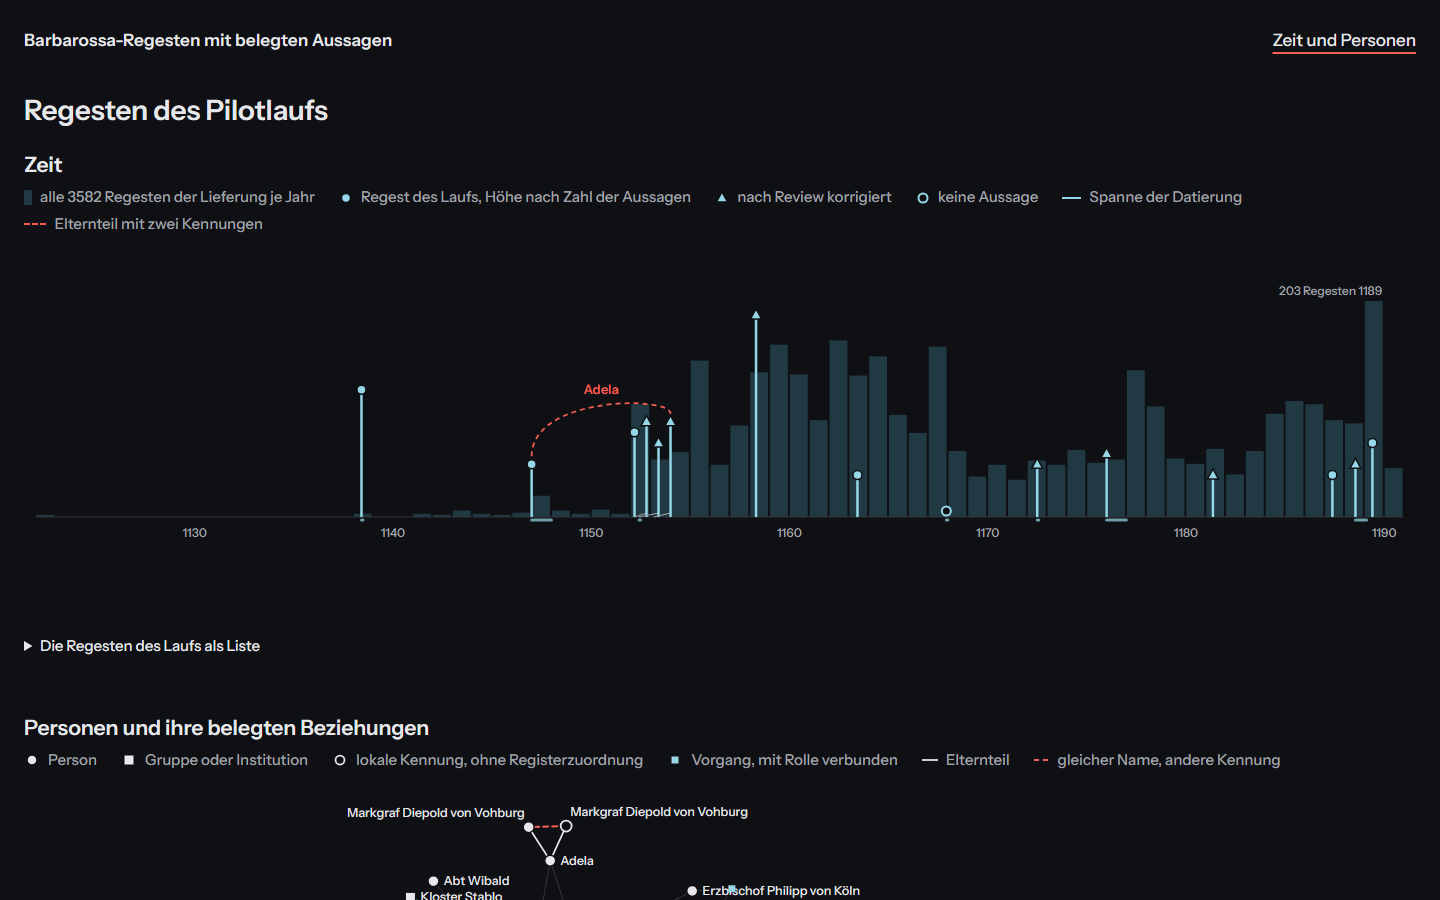 Barbarossa-Regesten mit belegten Aussagen
Zeit und Personen
Regesten des Pilotlaufs
Zeit
alle 3582 Regesten der Lieferung je Jahr
Regest des Laufs, Höhe nach Zahl der Aussagen
nach Review korrigiert
keine Aussage
Spanne der Datierung
Elternteil mit zwei Kennungen
203 Regesten 1189
Adela
1130
1140
1150
1160
1170
1180
1190
Die Regesten des Laufs als Liste
Personen und ihre belegten Beziehungen
Person
Gruppe oder Institution
lokale Kennung, ohne Registerzuordnung
Vorgang, mit Rolle verbunden
Elternteil
gleicher Name, andere Kennung
Markgraf Diepold von Vohburg
Markgraf Diepold von Vohburg
Adela
Abt Wibald
Erzbischof Philipp von Köln
Kloster Stablo